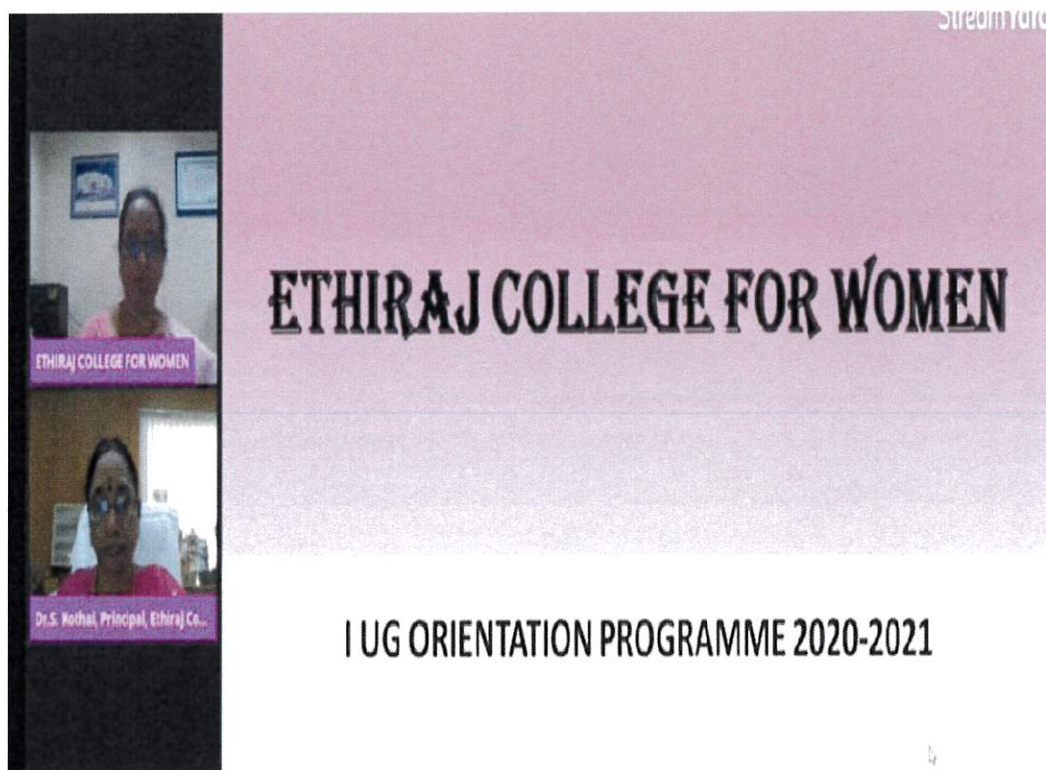 StreamYard
ETHIRAJ COLLEGE FOR WOMEN
ETHIRAJ COLLEGE FOR WOMEN
Dr.S. Kothai, Principal, Ethiraj Co...
I UG ORIENTATION PROGRAMME 2020-2021